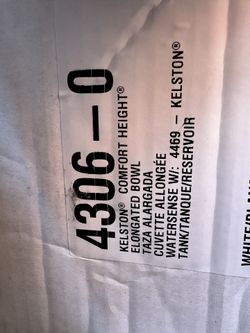 4306 – 0
KELSTON® COMFORT HEIGHT®
ELONGATED BOWL
TAZA ALARGADA
CUVETTE ALLONGÉE
WATERSENSE W/: 4469 – KELSTON®
TANK/TANQUE/RESERVOIR